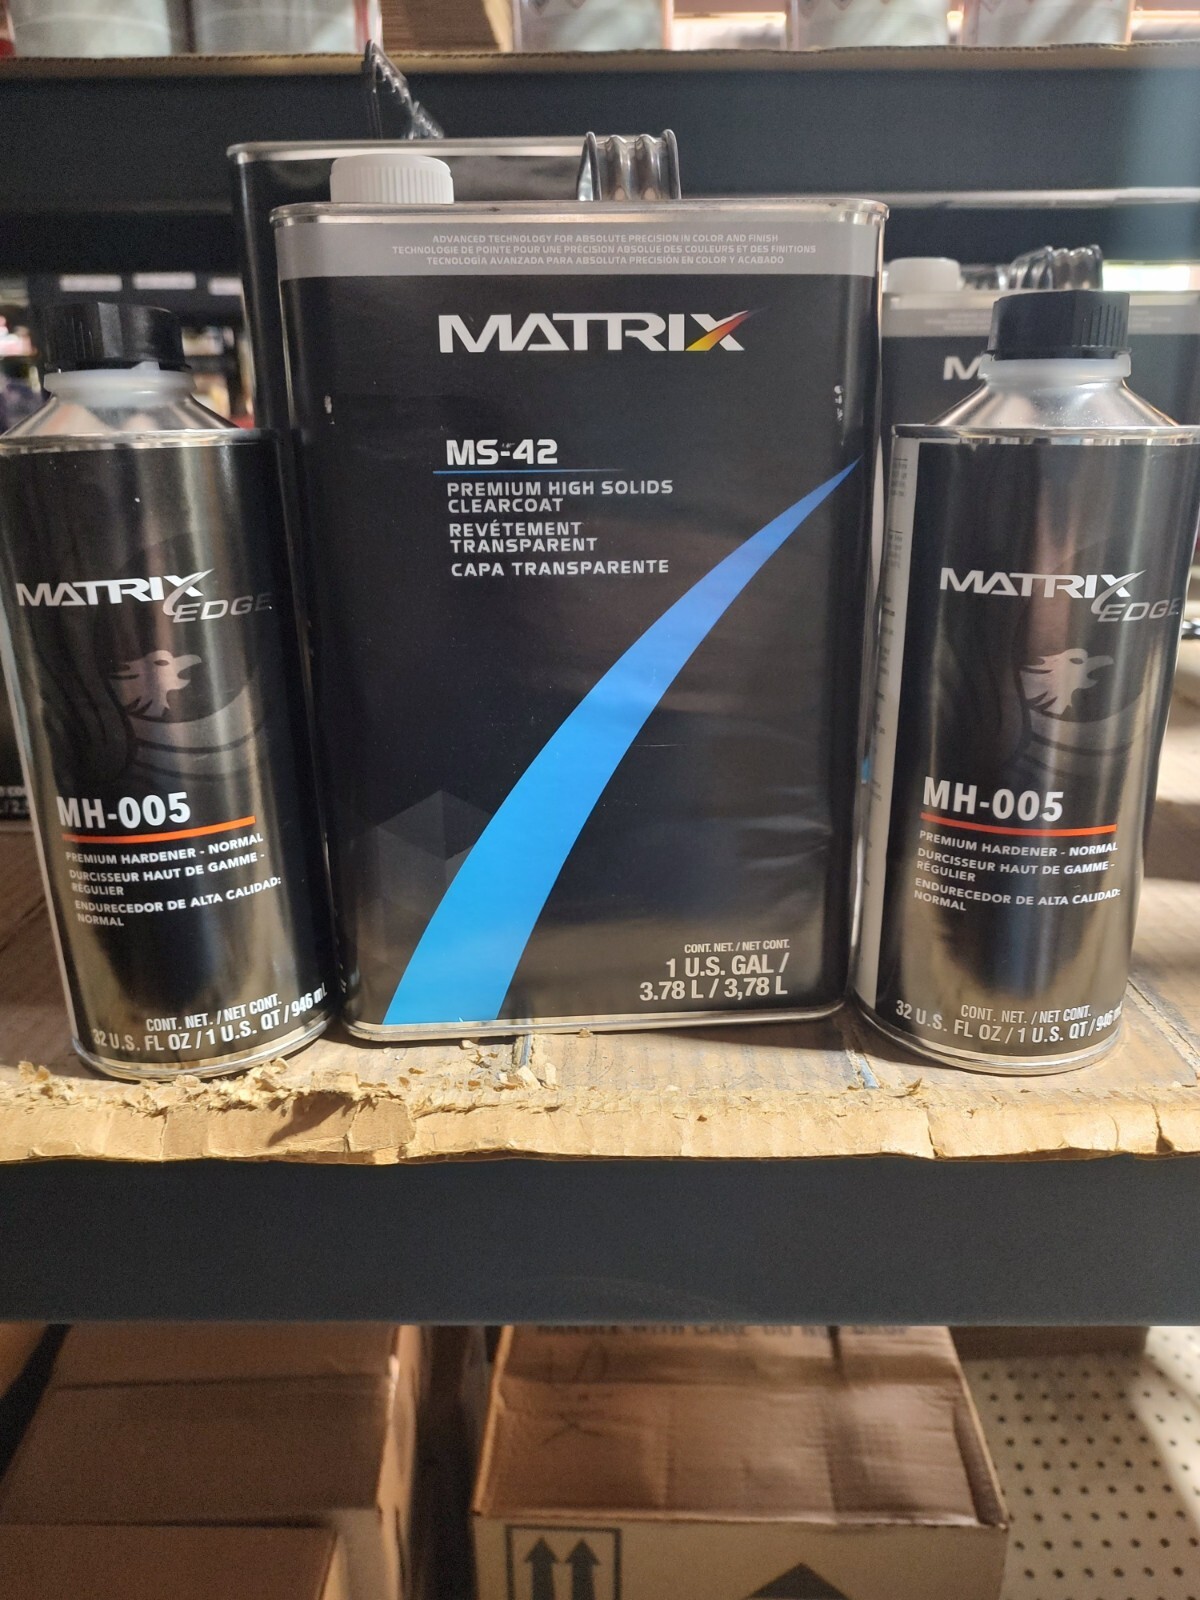 ADVANCED TECHNOLOGY FOR ABSOLUTE PRECISION IN COLOR AND FINISH
TECHNOLOGIE DE POINTE POUR UNE PRÉCISION ABSOLUE DES COULEURS ET DES FINITIONS
TECNOLOGÍA AVANZADA PARA ABSOLUTA PRECISIÓN EN COLOR Y ACABADO
MATRIX
MS-42
PREMIUM HIGH SOLIDS
CLEARCOAT
REVÉTEMENT
TRANSPARENT
CAPA TRANSPARENTE
CONT. NET. / NET CONT.
1 U.S. GAL /
3.78 L / 3,78 L
MATRIX
EDGE
MH-005
PREMIUM HARDENER - NORMAL
DURCISSEUR HAUT DE GAMME -
RÉGULIER
ENDURECEDOR DE ALTA CALIDAD:
NORMAL
CONT. NET. / NET CONT.
32 U.S. FL OZ / 1 U.S. QT / 946 mL
MATRIX
EDGE
MH-005
PREMIUM HARDENER - NORMAL
DURCISSEUR HAUT DE GAMME -
RÉGULIER
ENDURECEDOR DE ALTA CALIDAD:
NORMAL
CONT. NET. / NET CONT.
32 U.S. FL OZ / 1 U.S. QT / 946
M